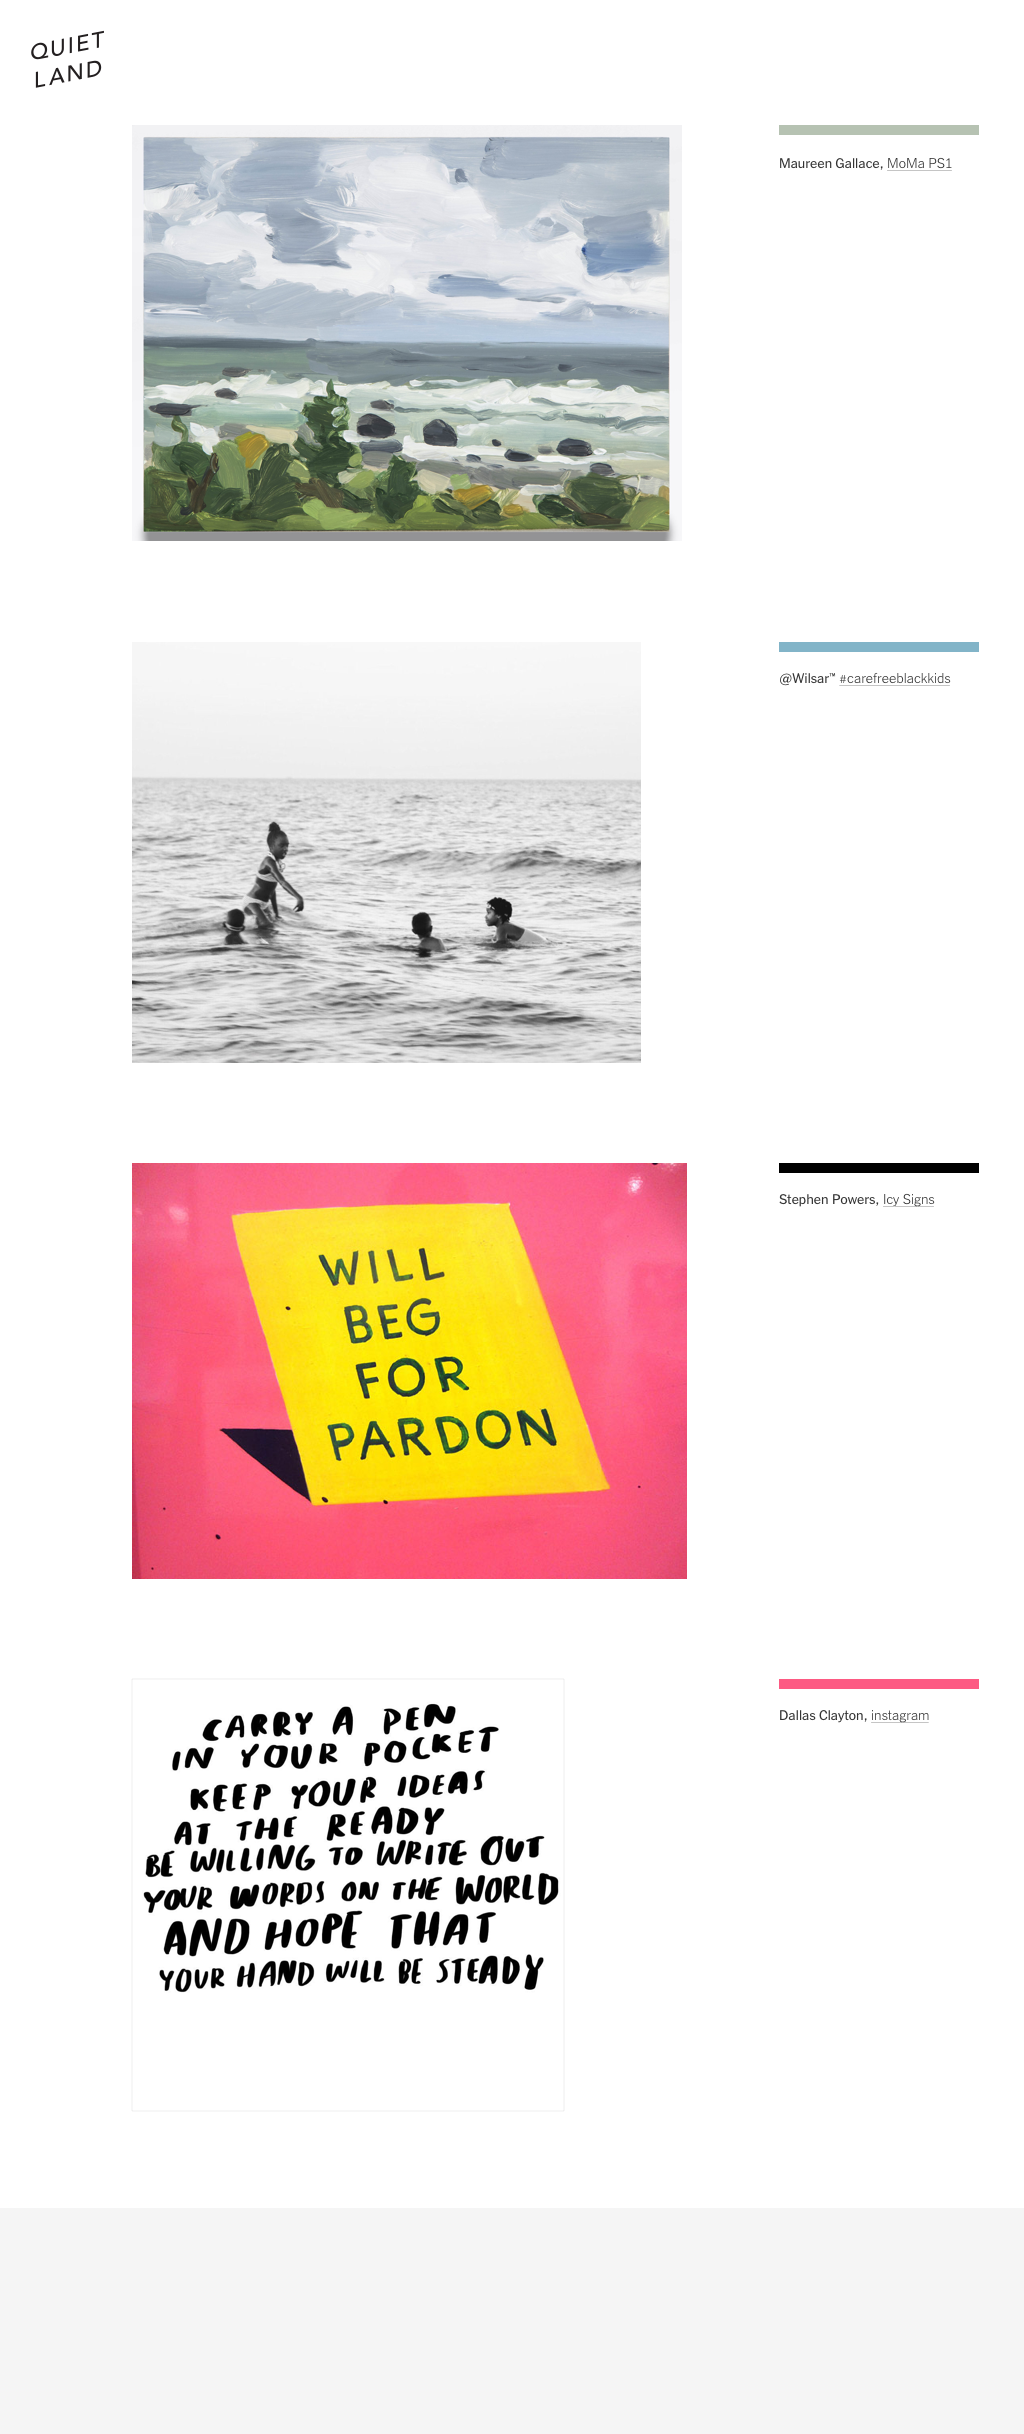 QUIET
LAND
Maureen Gallace, MoMa PS1
@Wilsar™ #carefreeblackkids
Stephen Powers, Icy Signs
WILL
BEG
FOR
PARDON
Dallas Clayton, instagram
CARRY A PEN
IN YOUR POCKET
KEEP YOUR IDEAS
AT THE READY
BE WILLING TO WRITE OUT
YOUR WORDS ON THE WORLD
AND HOPE THAT
YOUR HAND WILL BE STEADY